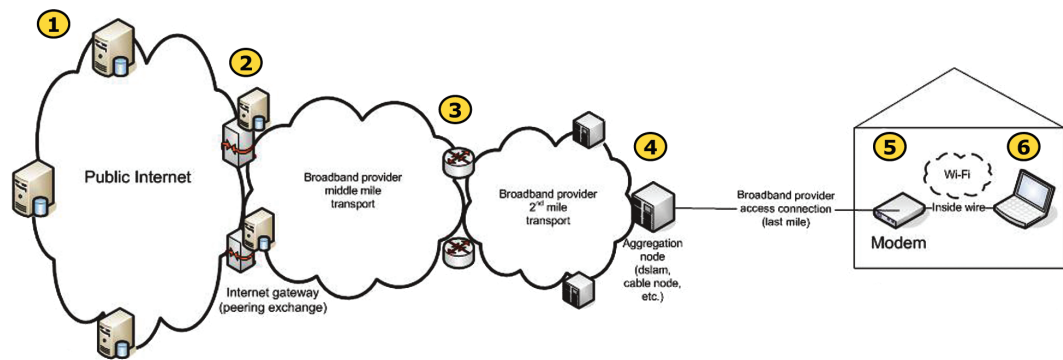 1
2
3
4
5
6
Public Internet
Broadband provider
middle mile
transport
Broadband provider
2nd mile
transport
Internet gateway
(peering exchange)
Aggregation
node
(dslam,
cable node,
etc.)
Broadband provider
access connection
(last mile)
Wi-Fi
Inside wire
Modem